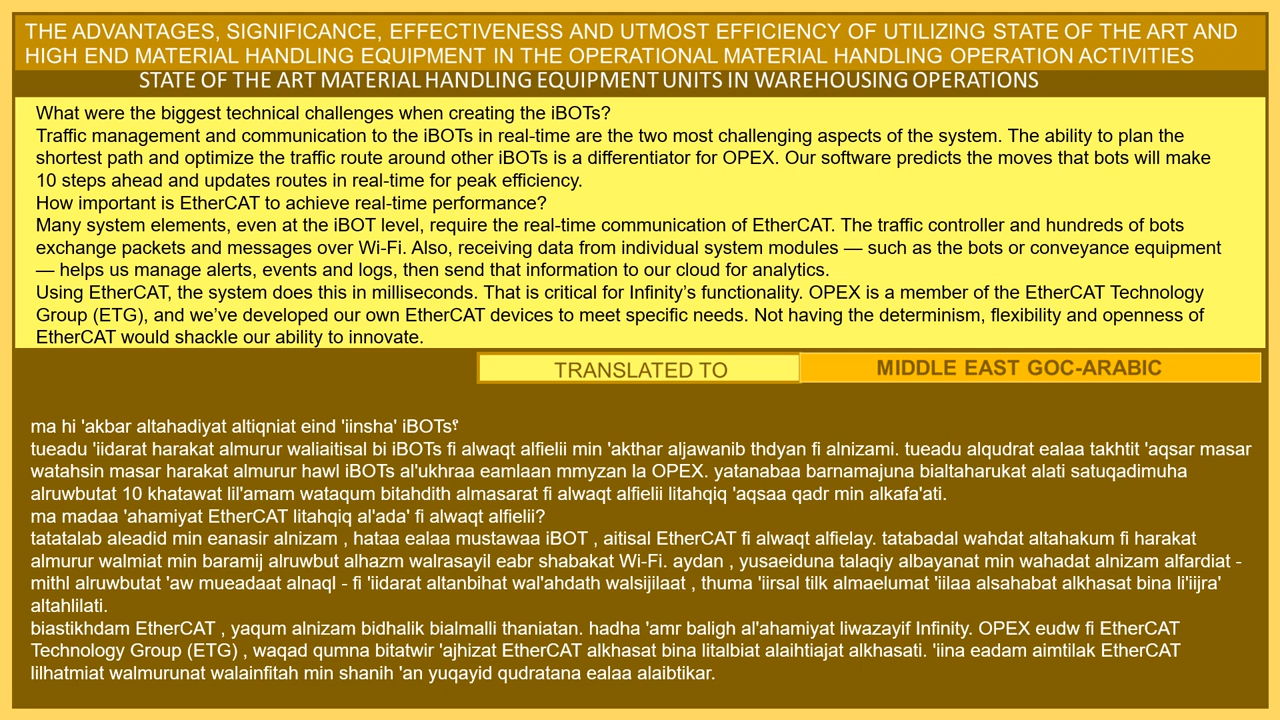 THE ADVANTAGES, SIGNIFICANCE, EFFECTIVENESS AND UTMOST EFFICIENCY OF UTILIZING STATE OF THE ART AND
HIGH END MATERIAL HANDLING EQUIPMENT IN THE OPERATIONAL MATERIAL HANDLING OPERATION ACTIVITIES
STATE OF THE ART MATERIAL HANDLING EQUIPMENT UNITS IN WAREHOUSING OPERATIONS
What were the biggest technical challenges when creating the iBOTs?
Traffic management and communication to the iBOTs in real-time are the two most challenging aspects of the system. The ability to plan the
shortest path and optimize the traffic route around other iBOTs is a differentiator for OPEX. Our software predicts the moves that bots will make
10 steps ahead and updates routes in real-time for peak efficiency.
How important is EtherCAT to achieve real-time performance?
Many system elements, even at the iBOT level, require the real-time communication of EtherCAT. The traffic controller and hundreds of bots
exchange packets and messages over Wi-Fi. Also, receiving data from individual system modules — such as the bots or conveyance equipment
— helps us manage alerts, events and logs, then send that information to our cloud for analytics.
Using EtherCAT, the system does this in milliseconds. That is critical for Infinity’s functionality. OPEX is a member of the EtherCAT Technology
Group (ETG), and we’ve developed our own EtherCAT devices to meet specific needs. Not having the determinism, flexibility and openness of
EtherCAT would shackle our ability to innovate.
TRANSLATED TO
MIDDLE EAST GOC-ARABIC
ma hi 'akbar altahadiyat altiqniat eind 'iinsha' iBOTs؟
tueadu 'iidarat harakat almurur waliaitisal bi iBOTs fi alwaqt alfielii min 'akthar aljawanib thdyan fi alnizami. tueadu alqudrat ealaa takhtit 'aqsar masar
watahsin masar harakat almurur hawl iBOTs al'ukhraa eamlaan mmyzan la OPEX. yatanabaa barnamajuna bialtaharukat alati satuqadimuha
alruwbutat 10 khatawat lil'amam wataqum bitahdith almasarat fi alwaqt alfielii litahqiq 'aqsaa qadr min alkafa'ati.
ma madaa 'ahamiyat EtherCAT litahqiq al'ada' fi alwaqt alfielii?
tatatalab aleadid min eanasir alnizam , hataa ealaa mustawaa iBOT , aitisal EtherCAT fi alwaqt alfielay. tatabadal wahdat altahakum fi harakat
almurur walmiat min baramij alruwbut alhazm walrasayil eabr shabakat Wi-Fi. aydan , yusaeiduna talaqiy albayanat min wahadat alnizam alfardiat -
mithl alruwbutat 'aw mueadaat alnaql - fi 'iidarat altanbihat wal'ahdath walsijilaat , thuma 'iirsal tilk almaelumat 'iilaa alsahabat alkhasat bina li'iijra'
altahlilati.
biastikhdam EtherCAT , yaqum alnizam bidhalik bialmalli thaniatan. hadha 'amr baligh al'ahamiyat liwazayif Infinity. OPEX eudw fi EtherCAT
Technology Group (ETG) , waqad qumna bitatwir 'ajhizat EtherCAT alkhasat bina litalbiat alaihtiajat alkhasati. 'iina eadam aimtilak EtherCAT
lilhatmiat walmurunat walainfitah min shanih 'an yuqayid qudratana ealaa alaibtikar.